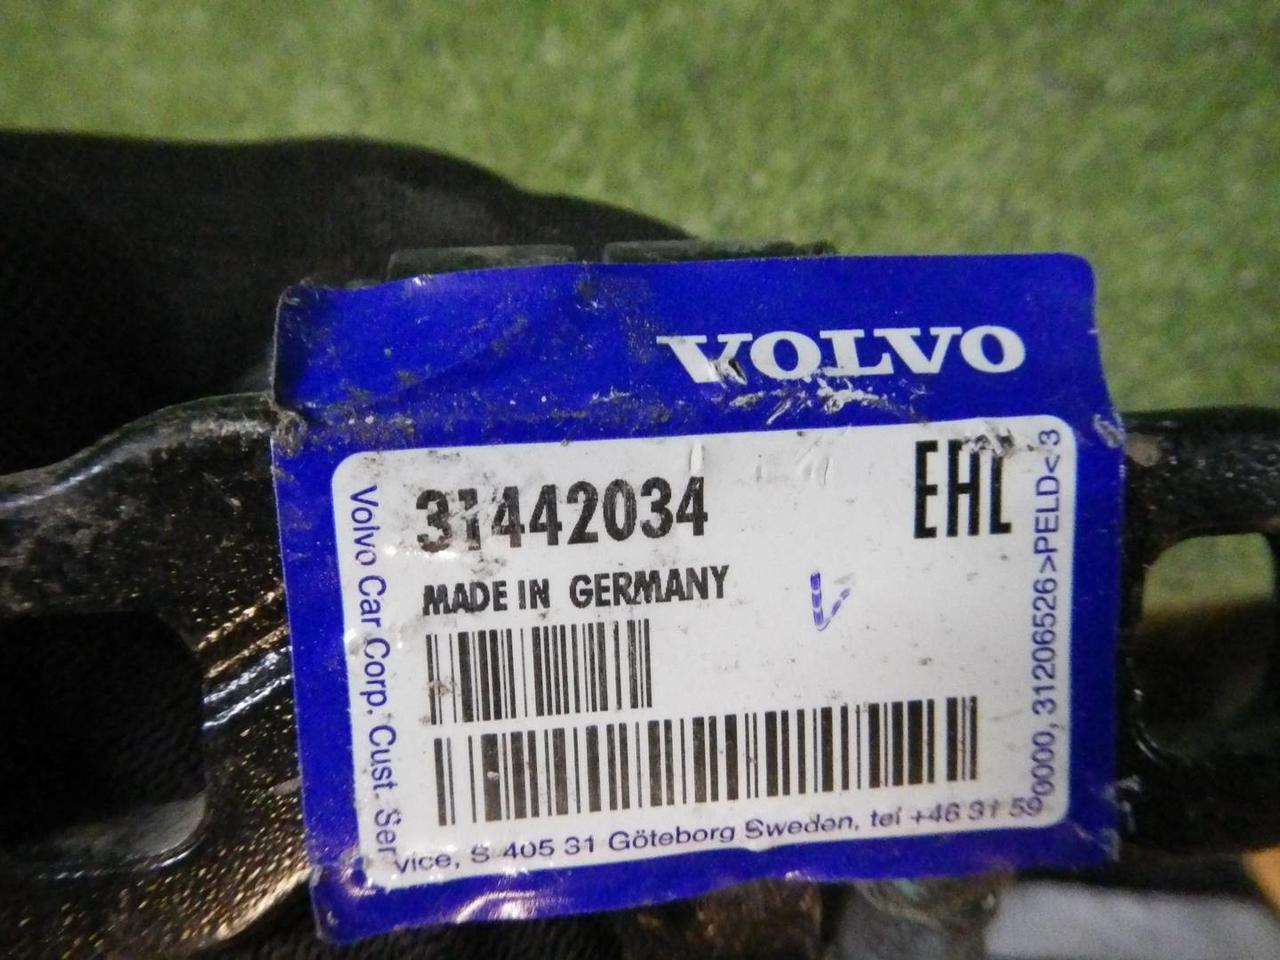 VOLVO
31442034
EAC
MADE IN GERMANY
Volvo Car Corp. Cust. Service, S-405 31 Göteborg Sweden, tel +46 31 590000, 31206526>PELD<3